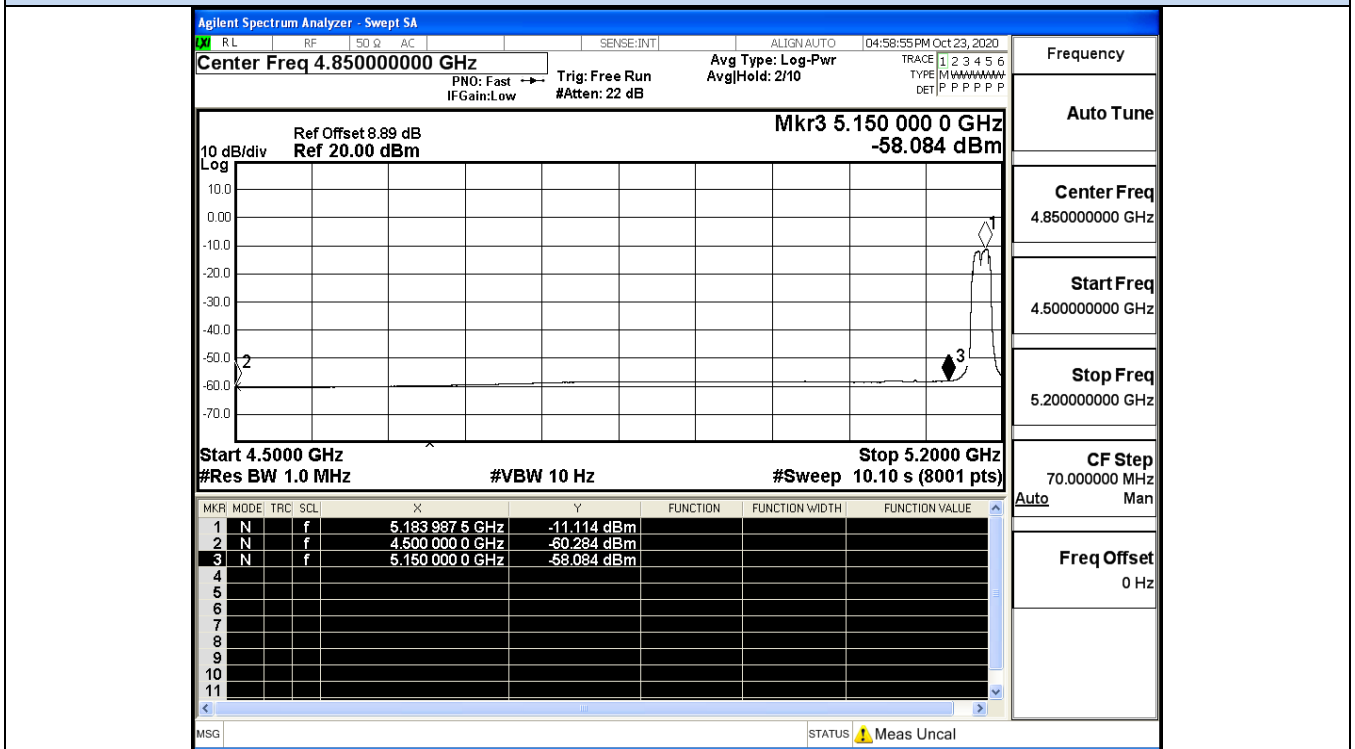 Agilent Spectrum Analyzer - Swept SA
LXI RL RF 50 Ω AC SENSE:INT ALIGN AUTO 04:58:55 PM Oct 23, 2020
Center Freq 4.850000000 GHz
PNO: Fast
IFGain:Low
Trig: Free Run
#Atten: 22 dB
Avg Type: Log-Pwr
Avg|Hold: 2/10
TRACE 1 2 3 4 5 6
TYPE M WWWWW
DET P P P P P P
Mkr3 5.150 000 0 GHz
-58.084 dBm
Ref Offset 8.89 dB
10 dB/div Ref 20.00 dBm
Log
10.0
0.00
-10.0
-20.0
-30.0
-40.0
-50.0
-60.0
-70.0
1
2
3
Start 4.5000 GHz Stop 5.2000 GHz
#Res BW 1.0 MHz #VBW 10 Hz #Sweep 10.10 s (8001 pts)
MKR MODE TRC SCL X Y FUNCTION FUNCTION WIDTH FUNCTION VALUE
1 N f 5.183 987 5 GHz -11.114 dBm
2 N f 4.500 000 0 GHz -60.284 dBm
3 N f 5.150 000 0 GHz -58.084 dBm
4
5
6
7
8
9
10
11
MSG STATUS Meas Uncal
Frequency
Auto Tune
Center Freq
4.850000000 GHz
Start Freq
4.500000000 GHz
Stop Freq
5.200000000 GHz
CF Step
70.000000 MHz
Auto Man
Freq Offset
0 Hz